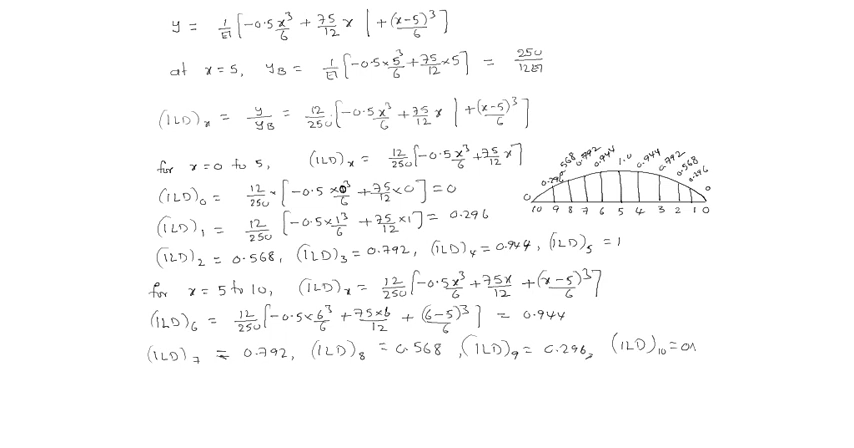 y = 1/EI [-0.5x³/6 + 75/12 x | + (x-5)³/6]
at x=5, y_B = 1/EI [-0.5×5³/6 + 75/12 ×5] = 250/12EI
(ILD)_x = y/y_B = 12/250 [-0.5x³/6 + 75/12 x | + (x-5)³/6]
for x=0 to 5, (ILD)_x = 12/250 [-0.5x³/6 + 75/12 x]
(ILD)_0 = 12/250 × [-0.5×0³/6 + 75/12 ×0] = 0
(ILD)_1 = 12/250 [-0.5×1³/6 + 75/12 ×1] = 0.296
(ILD)_2 = 0.568, (ILD)_3 = 0.792, (ILD)_4 = 0.944, (ILD)_5 = 1
for x = 5 to 10, (ILD)_x = 12/250 [-0.5x³/6 + 75x/12 + (x-5)³/6]
(ILD)_6 = 12/250 [-0.5×6³/6 + 75×6/12 + (6-5)³/6] = 0.944
(ILD)_7 = 0.792, (ILD)_8 = 0.568, (ILD)_9 = 0.296, (ILD)_10 = 0
0 0.296 .568 0.792 0.944 1.0 0.944 0.792 0.568 0.296 0
10 9 8 7 6 5 4 3 2 1 0